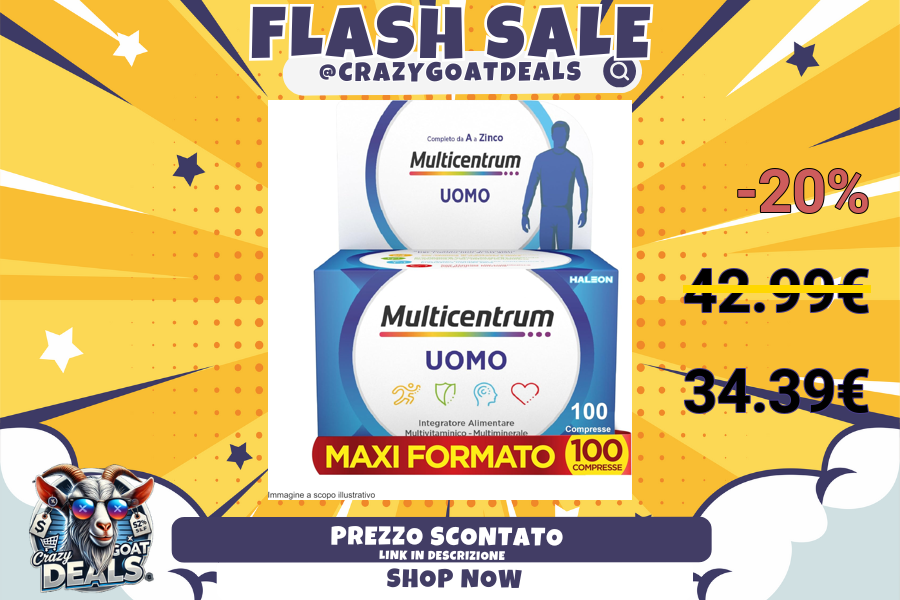 FLASH SALE
@CRAZYGOATDEALS
Completo da A a Zinco
Multicentrum
UOMO
-20%
HALEON
42.99€
Multicentrum
UOMO
34.39€
100
Compresse
Integratore Alimentare
Multivitaminico - Multiminerale
MAXI FORMATO
100
COMPRESSE
Immagine a scopo illustrativo
$
52%
Crazy
GOAT
DEALS
PREZZO SCONTATO
LINK IN DESCRIZIONE
SHOP NOW